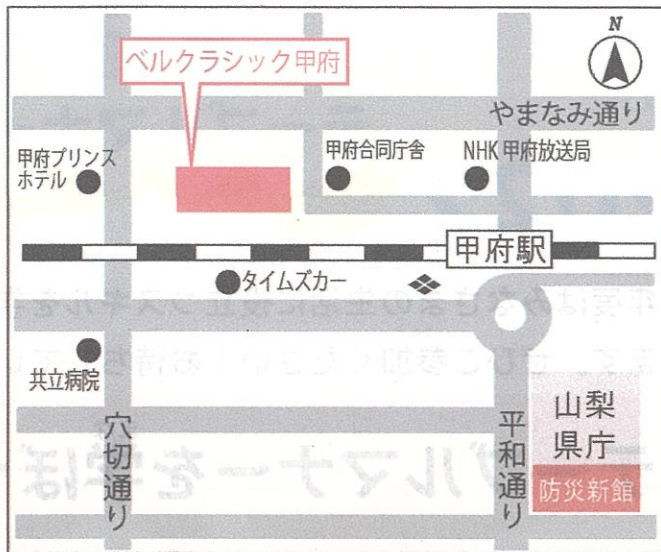 N
ベルクラシック甲府
やまなみ通り
甲府プリンス
ホテル
甲府合同庁舎
NHK 甲府放送局
甲府駅
タイムズカー
共立病院
穴切通り
平和通り
山梨
県庁
防災新館